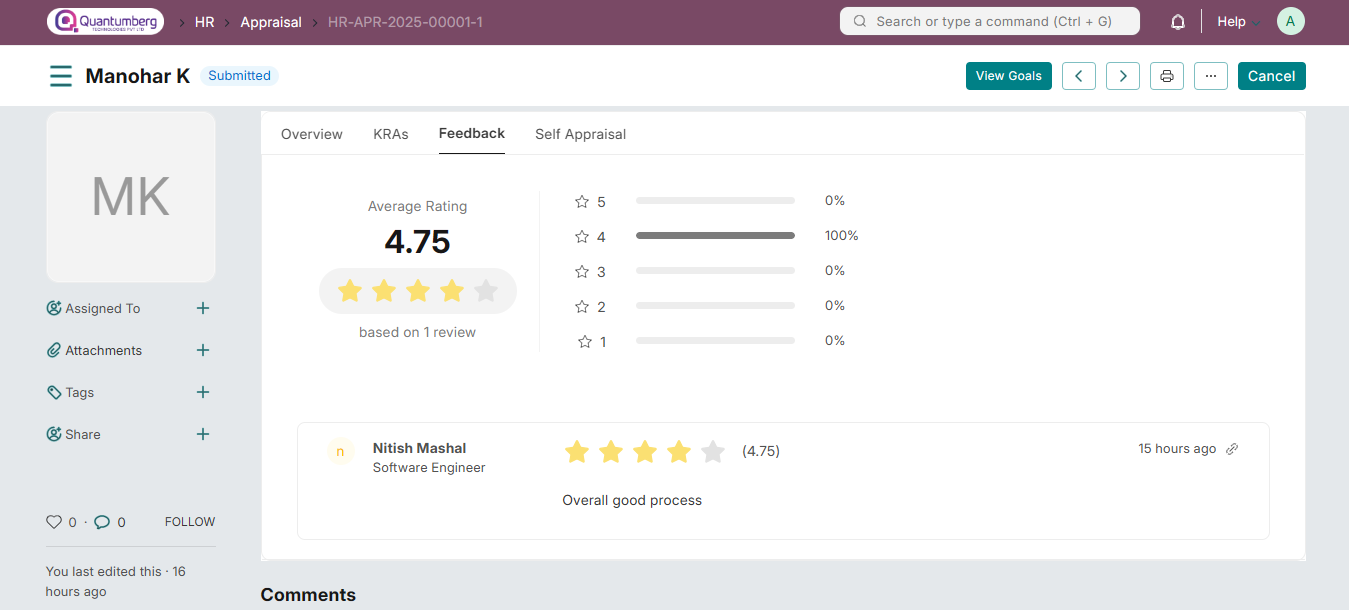 Quantumberg
TECHNOLOGIES PVT LTD
HR
Appraisal
HR-APR-2025-00001-1
Search or type a command (Ctrl + G)
Help
A
Manohar K
Submitted
View Goals
Cancel
MK
Assigned To
Attachments
Tags
Share
0 · 0
FOLLOW
You last edited this · 16
hours ago
Overview
KRAs
Feedback
Self Appraisal
Average Rating
4.75
based on 1 review
5 0%
4 100%
3 0%
2 0%
1 0%
n
Nitish Mashal
Software Engineer
(4.75)
15 hours ago
Overall good process
Comments